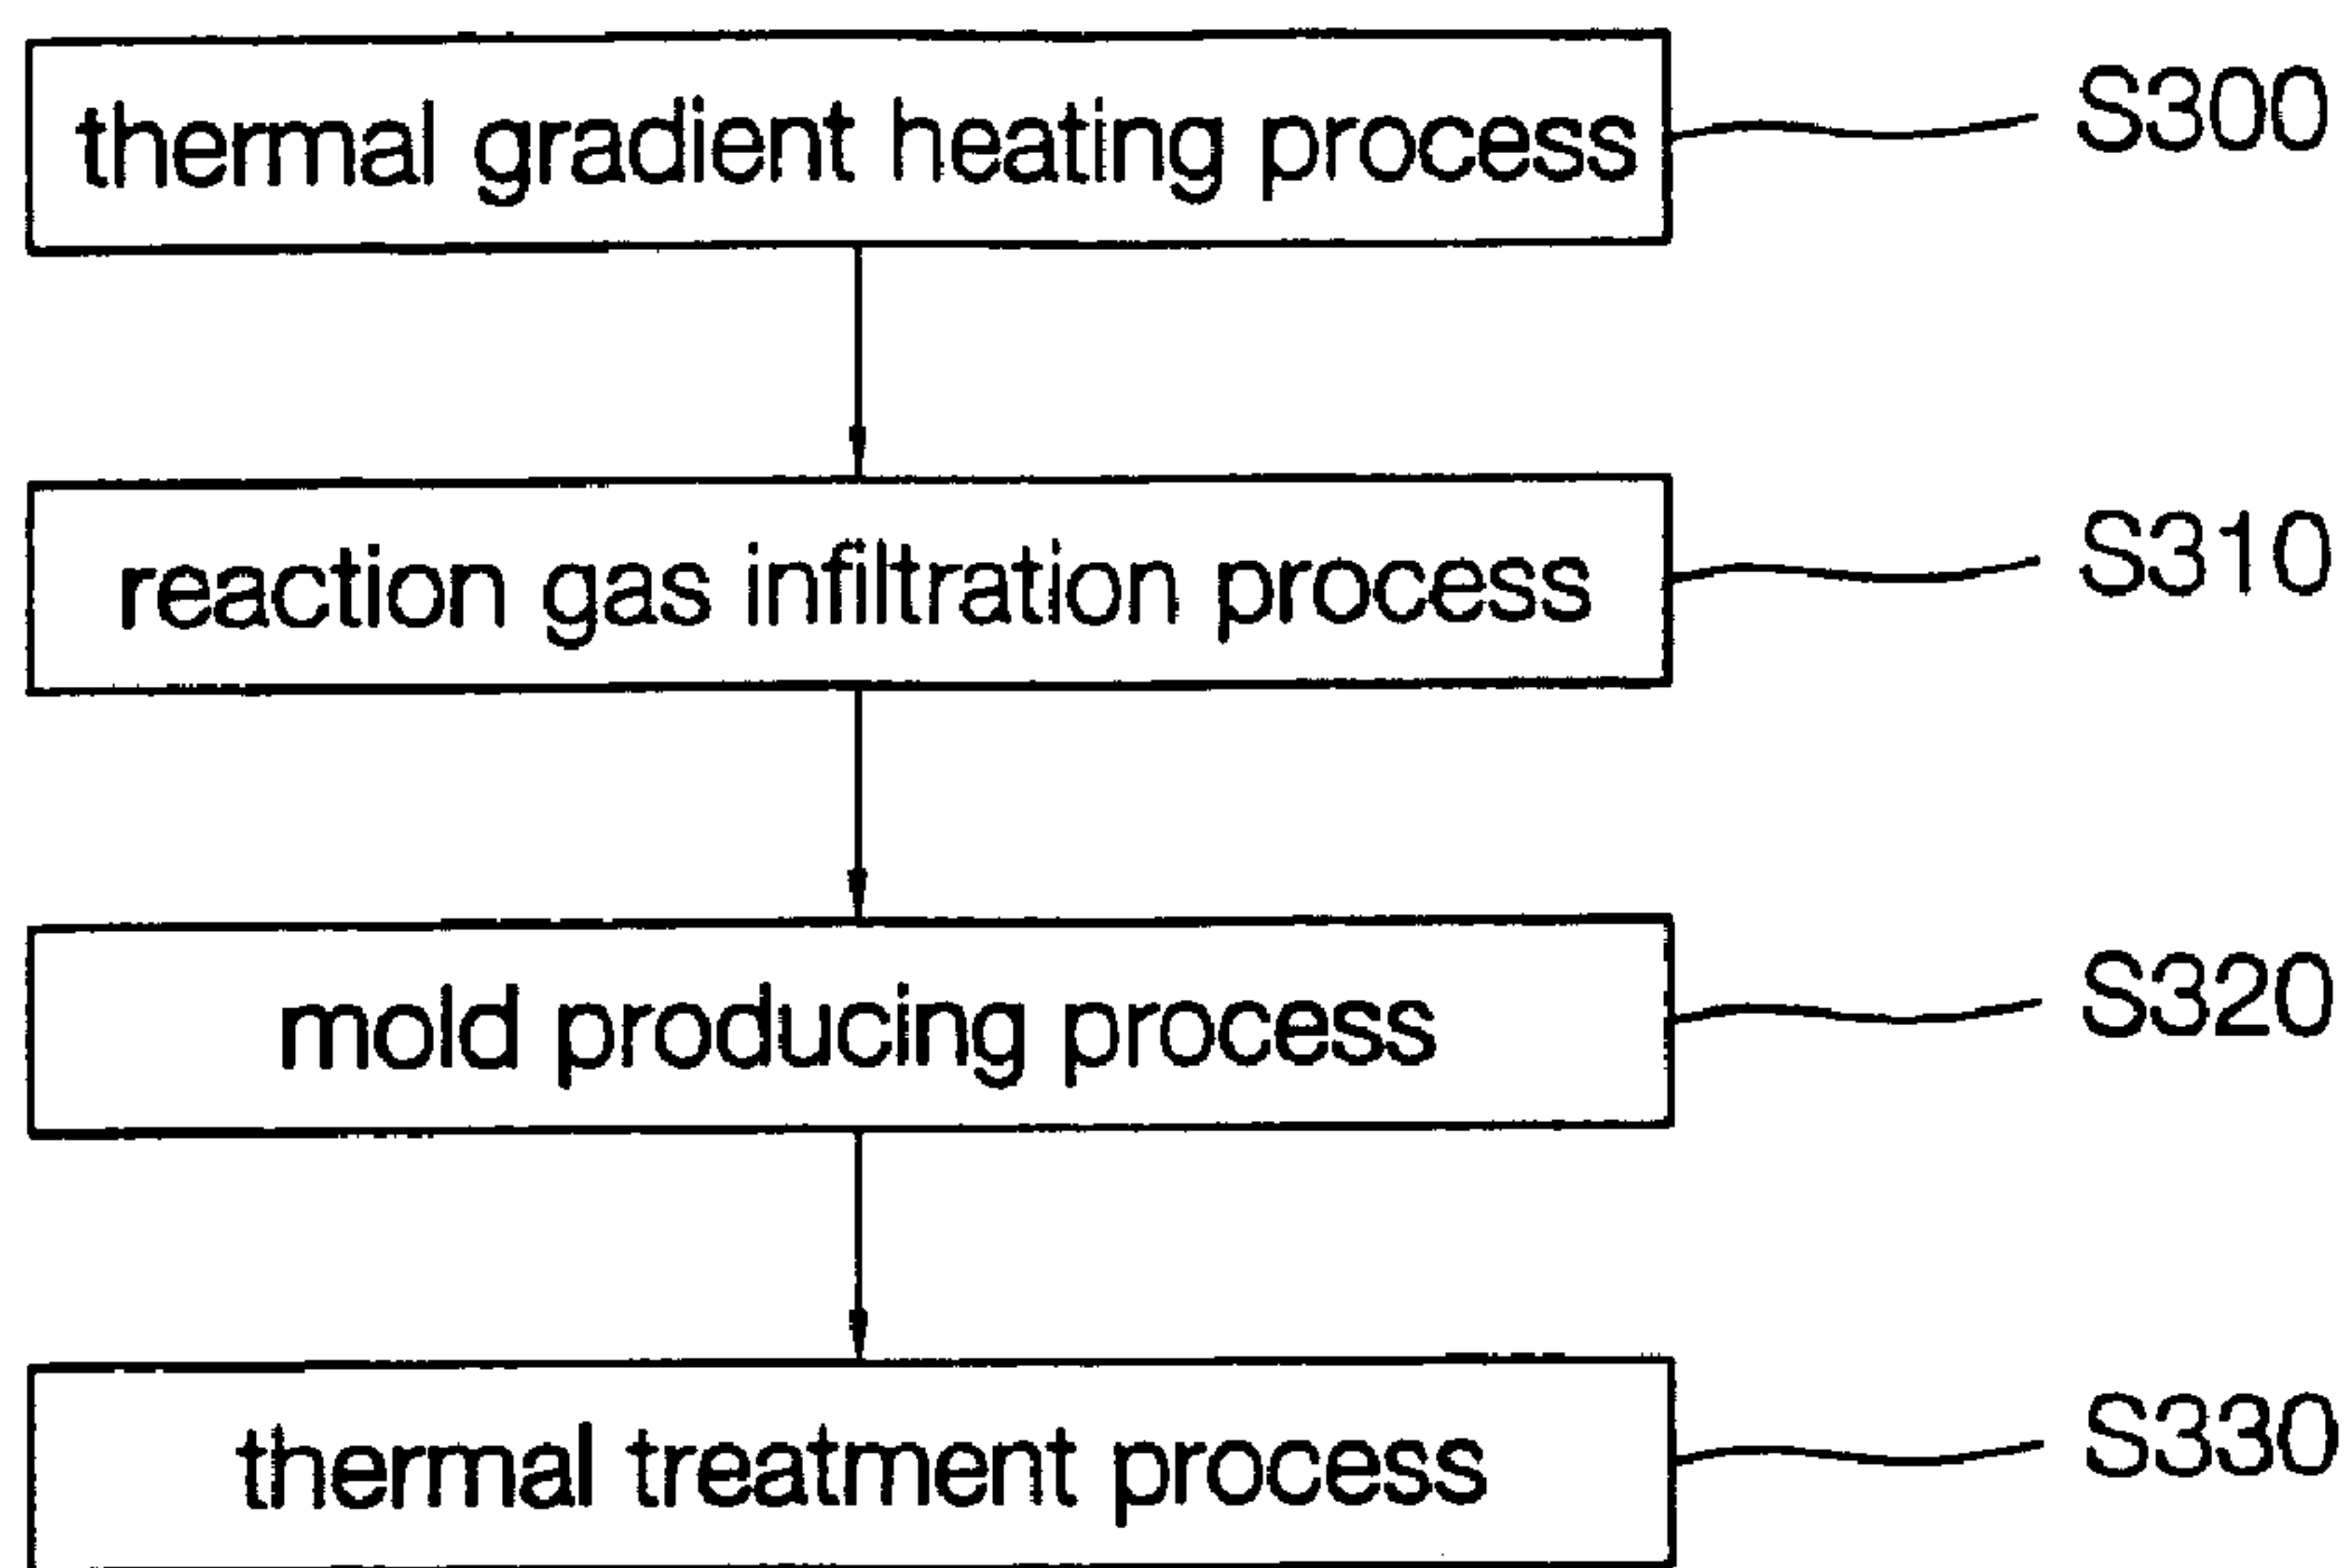 thermal gradient heating process S300
reaction gas infiltration process S310
mold producing process S320
thermal treatment process S330